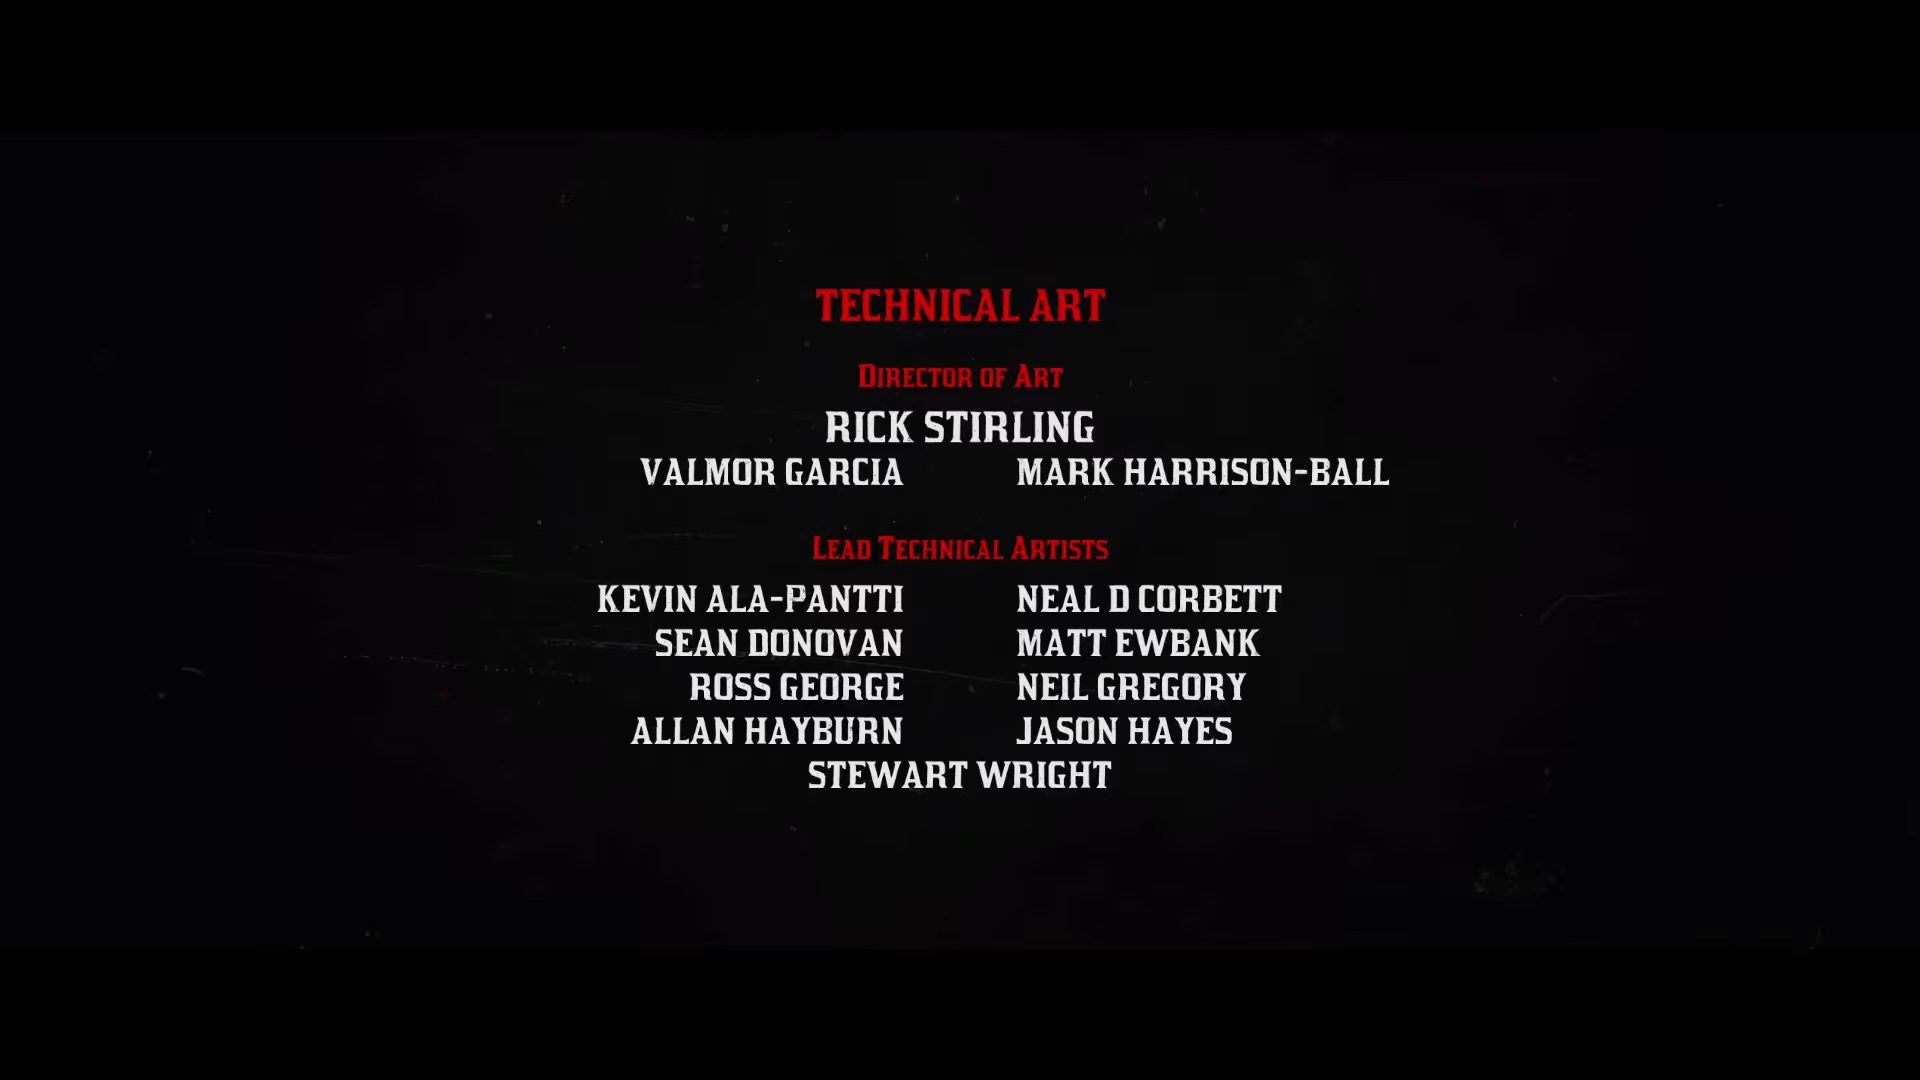 TECHNICAL ART
DIRECTOR OF ART
RICK STIRLING
VALMOR GARCIA MARK HARRISON-BALL
LEAD TECHNICAL ARTISTS
KEVIN ALA-PANTTI NEAL D CORBETT
SEAN DONOVAN MATT EWBANK
ROSS GEORGE NEIL GREGORY
ALLAN HAYBURN JASON HAYES
STEWART WRIGHT